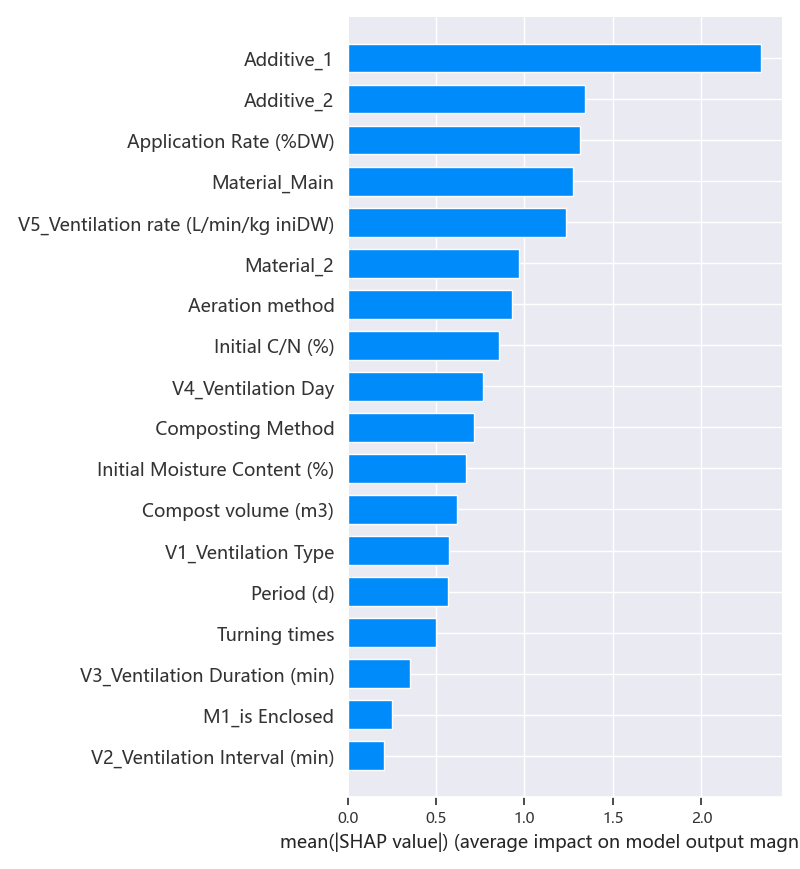 Additive_1
Additive_2
Application Rate (%DW)
Material_Main
V5_Ventilation rate (L/min/kg iniDW)
Material_2
Aeration method
Initial C/N (%)
V4_Ventilation Day
Composting Method
Initial Moisture Content (%)
Compost volume (m3)
V1_Ventilation Type
Period (d)
Turning times
V3_Ventilation Duration (min)
M1_is Enclosed
V2_Ventilation Interval (min)
0.0 0.5 1.0 1.5 2.0
mean(|SHAP value|) (average impact on model output magn